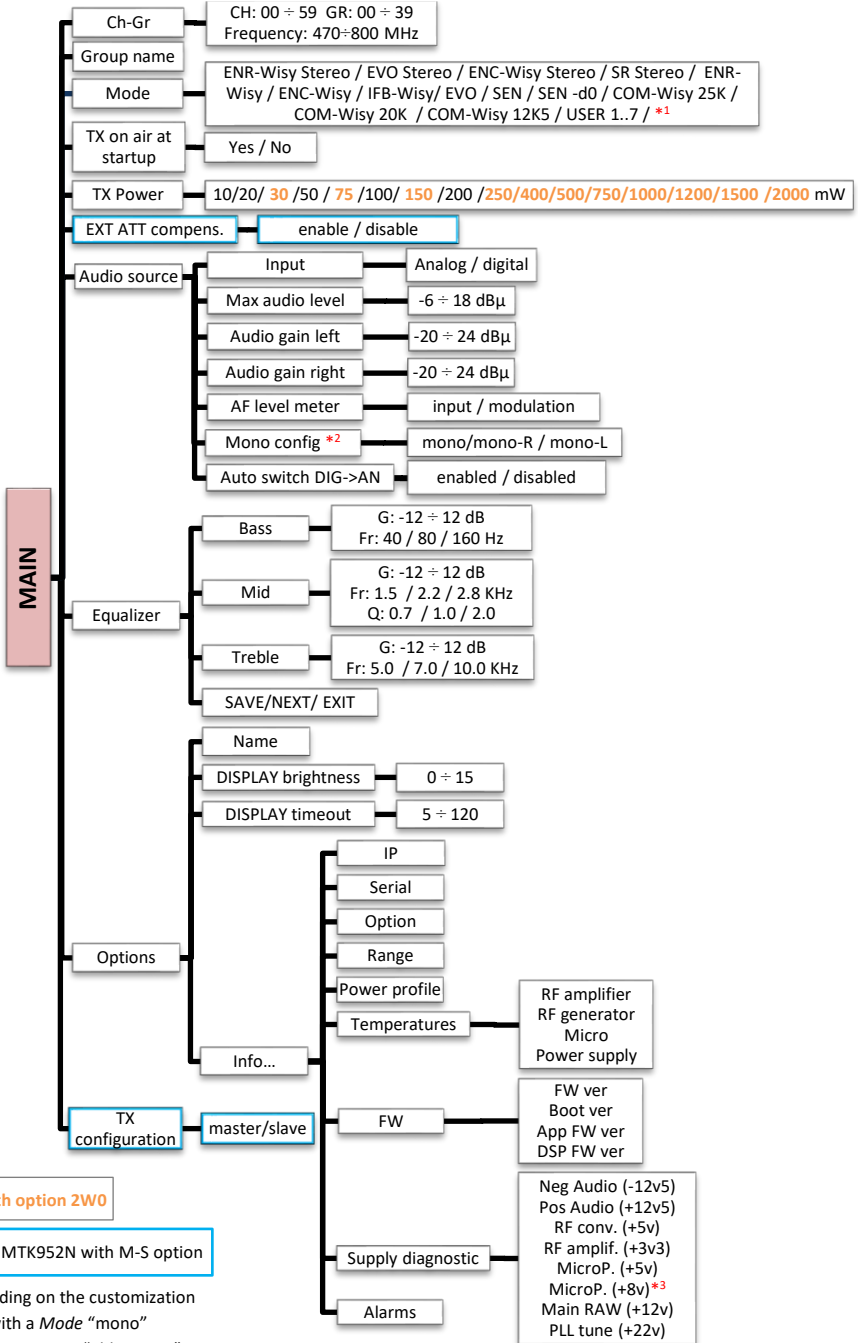 MAIN
Ch-Gr
CH: 00 ÷ 59 GR: 00 ÷ 39
Frequency: 470÷800 MHz
Group name
Mode
ENR-Wisy Stereo / EVO Stereo / ENC-Wisy Stereo / SR Stereo / ENR-
Wisy / ENC-Wisy / IFB-Wisy/ EVO / SEN / SEN -d0 / COM-Wisy 25K /
COM-Wisy 20K / COM-Wisy 12K5 / USER 1..7 / *1
TX on air at
startup
Yes / No
TX Power
10/20/ 30 /50 / 75 /100/ 150 /200 /250/400/500/750/1000/1200/1500 /2000 mW
EXT ATT compens.
enable / disable
Audio source
Input
Analog / digital
Max audio level
-6 ÷ 18 dBµ
Audio gain left
-20 ÷ 24 dBµ
Audio gain right
-20 ÷ 24 dBµ
AF level meter
input / modulation
Mono config *2
mono/mono-R / mono-L
Auto switch DIG->AN
enabled / disabled
Equalizer
Bass
G: -12 ÷ 12 dB
Fr: 40 / 80 / 160 Hz
Mid
G: -12 ÷ 12 dB
Fr: 1.5 / 2.2 / 2.8 KHz
Q: 0.7 / 1.0 / 2.0
Treble
G: -12 ÷ 12 dB
Fr: 5.0 / 7.0 / 10.0 KHz
SAVE/NEXT/ EXIT
Options
Name
DISPLAY brightness
0 ÷ 15
DISPLAY timeout
5 ÷ 120
Info...
IP
Serial
Option
Range
Power profile
Temperatures
RF amplifier
RF generator
Micro
Power supply
FW
FW ver
Boot ver
App FW ver
DSP FW ver
Supply diagnostic
Neg Audio (-12v5)
Pos Audio (+12v5)
RF conv. (+5v)
RF amplif. (+3v3)
MicroP. (+5v)
MicroP. (+8v)*3
Main RAW (+12v)
PLL tune (+22v)
Alarms
TX
configuration
master/slave
option 2W0
MTK952N with M-S option
on the customization
a Mode “mono”